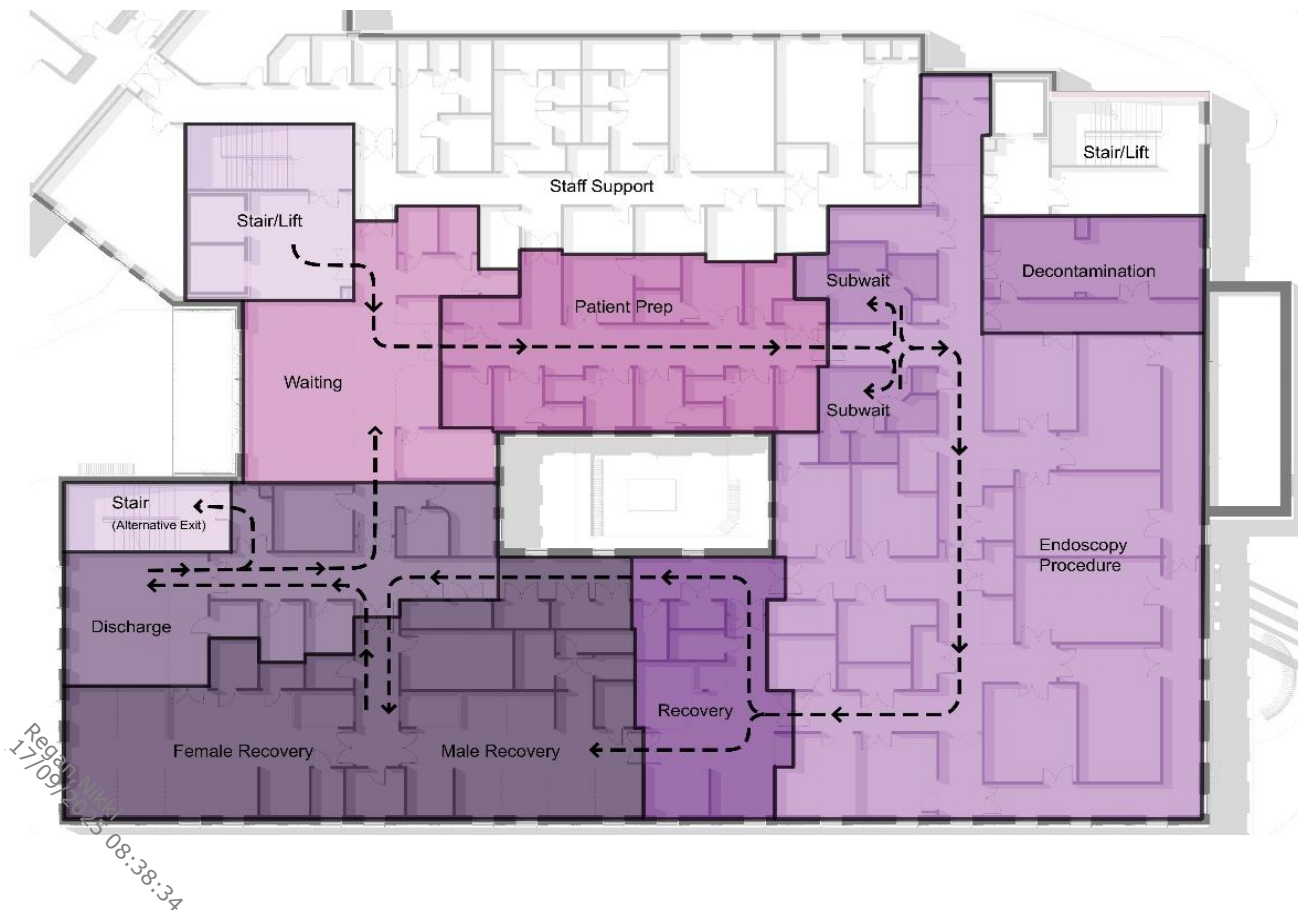 Stair/Lift
Staff Support
Stair/Lift
Decontamination
Subwait
Patient Prep
Waiting
Subwait
Stair
(Alternative Exit)
Endoscopy
Procedure
Discharge
Recovery
Female Recovery
Male Recovery
Regan, Nikki
17/09/2025 08:38:34